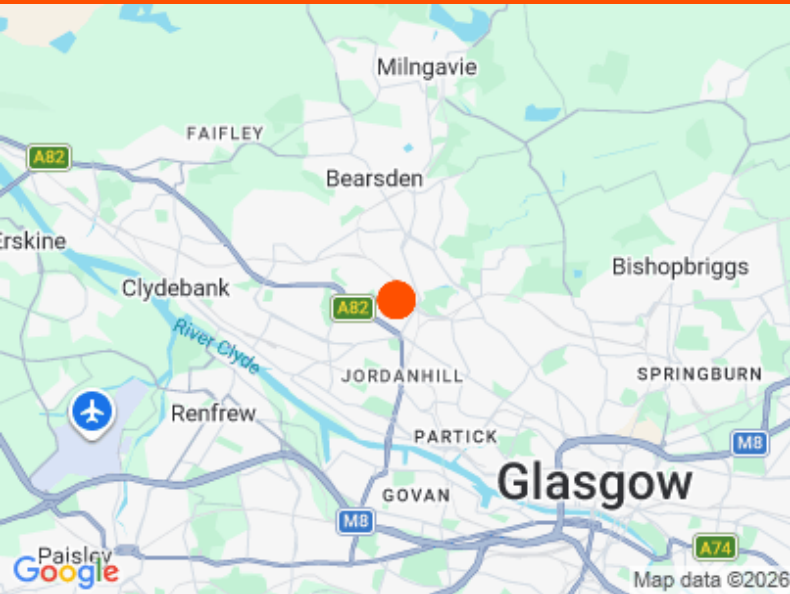 Milngavie
FAIFLEY
A82
Bearsden
Erskine
Bishopbriggs
Clydebank
A82
River Clyde
JORDANHILL
SPRINGBURN
Renfrew
PARTICK
M8
Glasgow
GOVAN
M8
A74
Paisley
Google
Map data ©2026